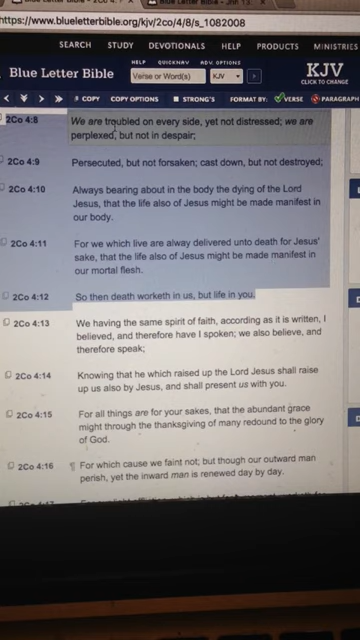 https://www.blueletterbible.org/kjv/2co/4/8/s_1082008
SEARCH STUDY DEVOTIONALS HELP PRODUCTS MINISTRIES
HELP QUICKNAV ADV. OPTIONS
Blue Letter Bible Verse or Word(s) KJV KJV
CLICK TO CHANGE
COPY COPY OPTIONS STRONG'S FORMAT BY: VERSE PARAGRAPH
2Co 4:8 We are troubled on every side, yet not distressed; we are
perplexed, but not in despair;
2Co 4:9 Persecuted, but not forsaken; cast down, but not destroyed;
2Co 4:10 Always bearing about in the body the dying of the Lord
Jesus, that the life also of Jesus might be made manifest in
our body.
2Co 4:11 For we which live are alway delivered unto death for Jesus'
sake, that the life also of Jesus might be made manifest in
our mortal flesh.
2Co 4:12 So then death worketh in us, but life in you.
2Co 4:13 We having the same spirit of faith, according as it is written, I
believed, and therefore have I spoken; we also believe, and
therefore speak;
2Co 4:14 Knowing that he which raised up the Lord Jesus shall raise
up us also by Jesus, and shall present us with you.
2Co 4:15 For all things are for your sakes, that the abundant grace
might through the thanksgiving of many redound to the glory
of God.
2Co 4:16 ¶ For which cause we faint not; but though our outward man
perish, yet the inward man is renewed day by day.